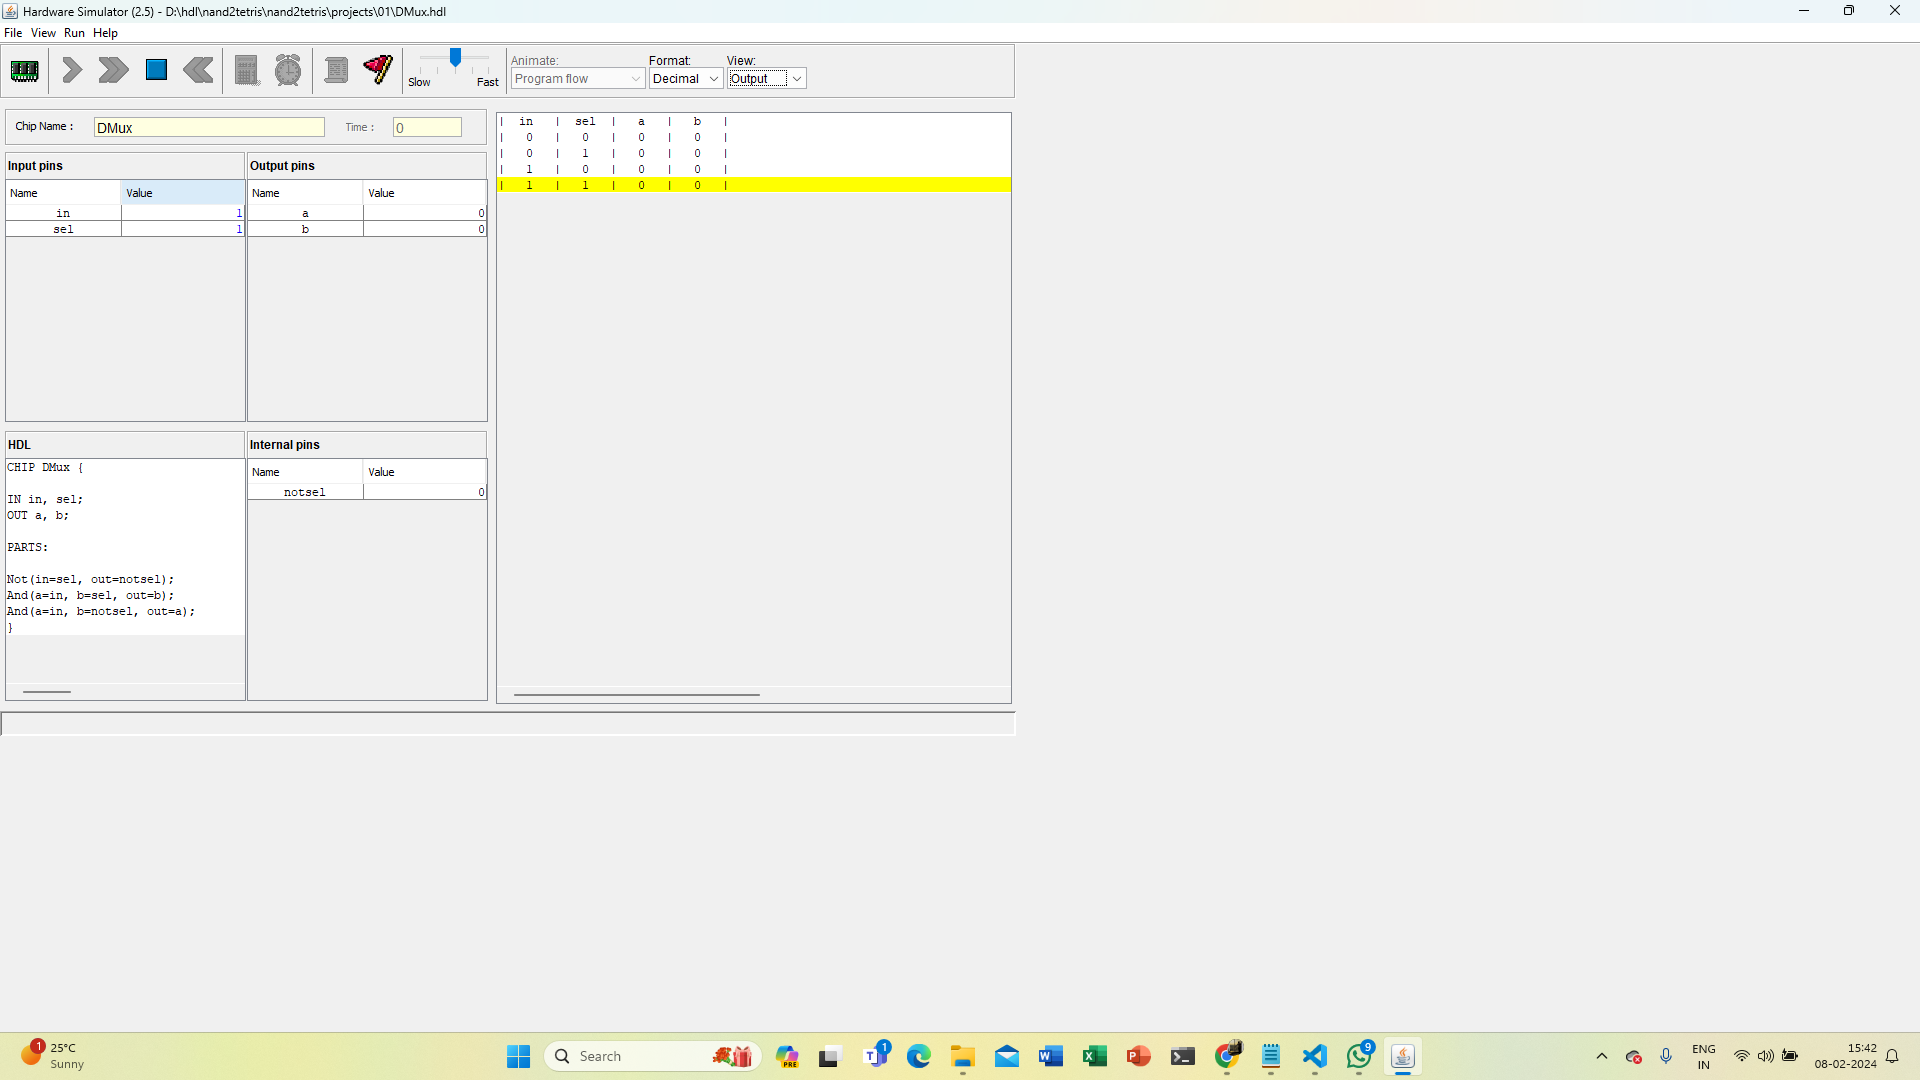 Hardware Simulator (2.5) - D:\hdl\nand2tetris\nand2tetris\projects\01\DMux.hdl
File View Run Help
Slow Fast
Animate: Format: View:
Program flow Decimal Output
Chip Name : DMux Time : 0
Input pins
Name Value
in 1
sel 1
Output pins
Name Value
a 0
b 0
| in | sel | a | b |
| 0 | 0 | 0 | 0 |
| 0 | 1 | 0 | 0 |
| 1 | 0 | 0 | 0 |
| 1 | 1 | 0 | 0 |
HDL
CHIP DMux {
IN in, sel;
OUT a, b;
PARTS:
Not(in=sel, out=notsel);
And(a=in, b=sel, out=b);
And(a=in, b=notsel, out=a);
}
Internal pins
Name Value
notsel 0
1
25°C
Sunny
Search
PRE
1
9
ENG
IN
15:42
08-02-2024